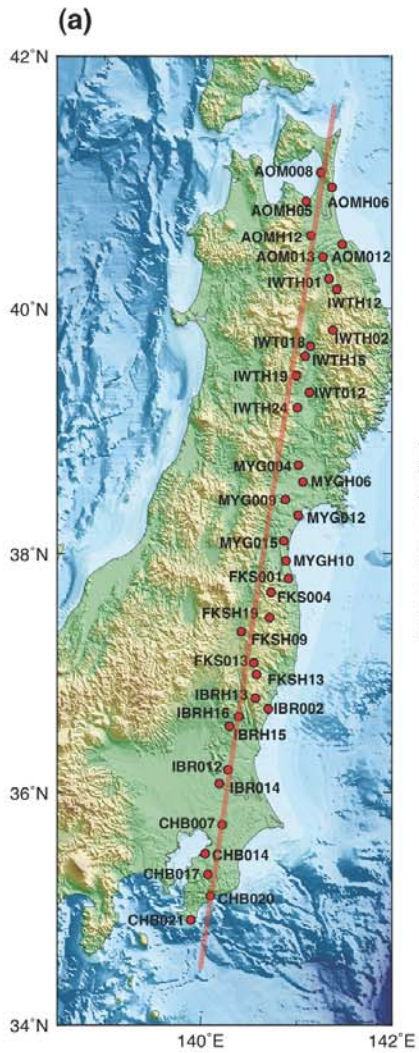 (a)
42°N
AOM008
AOMH05
AOMH06
AOMH12
AOM013
AOM012
IWTH01
IWTH12
40°N
IWTH02
IWT018
IWTH15
IWTH19
IWT012
IWTH24
MYG004
MYGH06
MYG009
MYG012
MYG015
MYGH10
38°N
FKS001
FKS004
FKSH19
FKSH09
FKS013
FKSH13
IBRH13
IBR002
IBRH16
IBRH15
IBR012
IBR014
36°N
CHB007
CHB014
CHB017
CHB020
CHB021
34°N
140°E
142°E